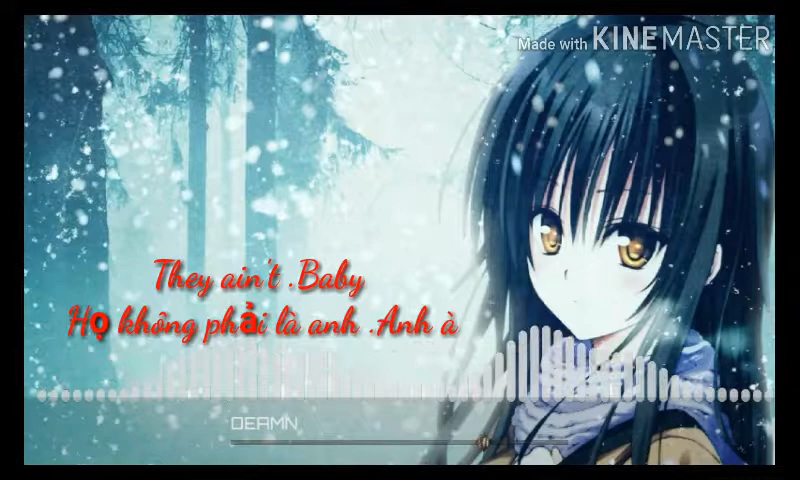 Made with KINEMASTER
They ain't .Baby
Họ không phải là anh .Anh à
DEAMN